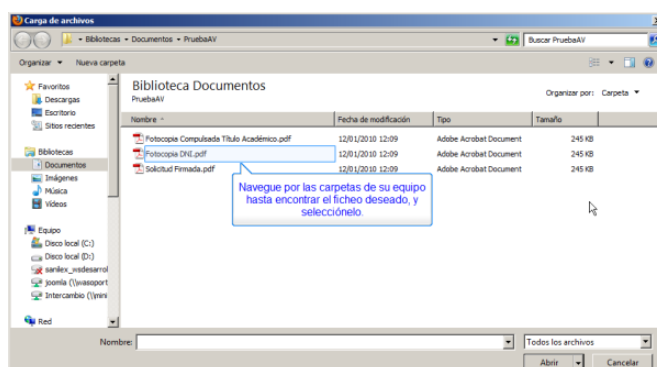 Carga de archivos
Bibliotecas Documentos PruebaAV
Buscar PruebaAV
Organizar Nueva carpeta
Favoritos
Descargas
Escritorio
Sitios recientes
Bibliotecas
Documentos
Imágenes
Música
Vídeos
Equipo
Disco local (C:)
Disco local (D:)
sanlex_wsdesarrol
joomla (\\wasoport
Intercambio (\\mini
Red
Biblioteca Documentos
PruebaAV
Organizar por: Carpeta
Nombre Fecha de modificación Tipo Tamaño
Fotocopia Compulsada Título Académico.pdf 12/01/2010 12:09 Adobe Acrobat Document 245 KB
Fotocopia DNI.pdf 12/01/2010 12:09 Adobe Acrobat Document 245 KB
Solicitud Firmada.pdf 12/01/2010 12:09 Adobe Acrobat Document 245 KB
Navegue por las carpetas de su equipo
hasta encontrar el ficheo deseado, y
selecciónelo.
Nombre: Todos los archivos
Abrir Cancelar